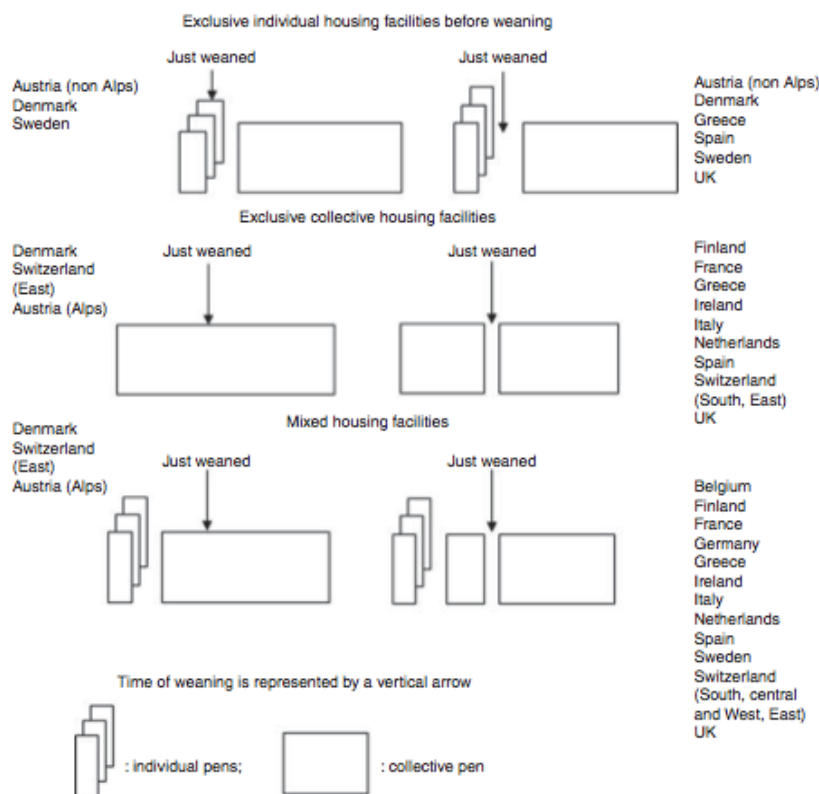 Exclusive individual housing facilities before weaning
Just weaned
Just weaned
Austria (non Alps)
Denmark
Sweden
Austria (non Alps)
Denmark
Greece
Spain
Sweden
UK
Exclusive collective housing facilities
Denmark
Switzerland
(East)
Austria (Alps)
Just weaned
Just weaned
Finland
France
Greece
Ireland
Italy
Netherlands
Spain
Switzerland
(South, East)
UK
Mixed housing facilities
Denmark
Switzerland
(East)
Austria (Alps)
Just weaned
Just weaned
Belgium
Finland
France
Germany
Greece
Ireland
Italy
Netherlands
Spain
Sweden
Switzerland
(South, central
and West, East)
UK
Time of weaning is represented by a vertical arrow
: individual pens;
: collective pen